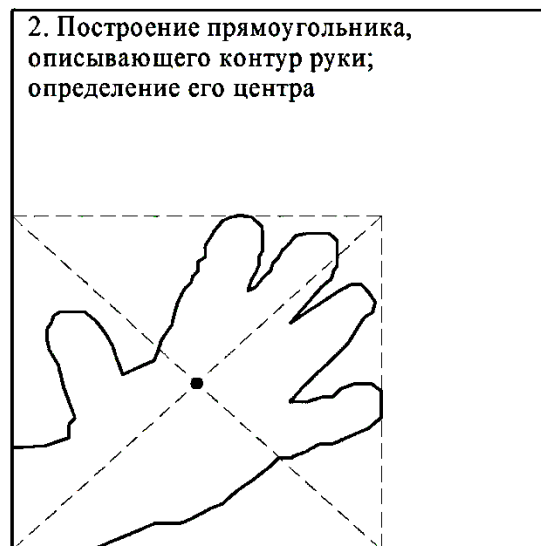 2. Построение прямоугольника,
описывающего контур руки;
определение его центра